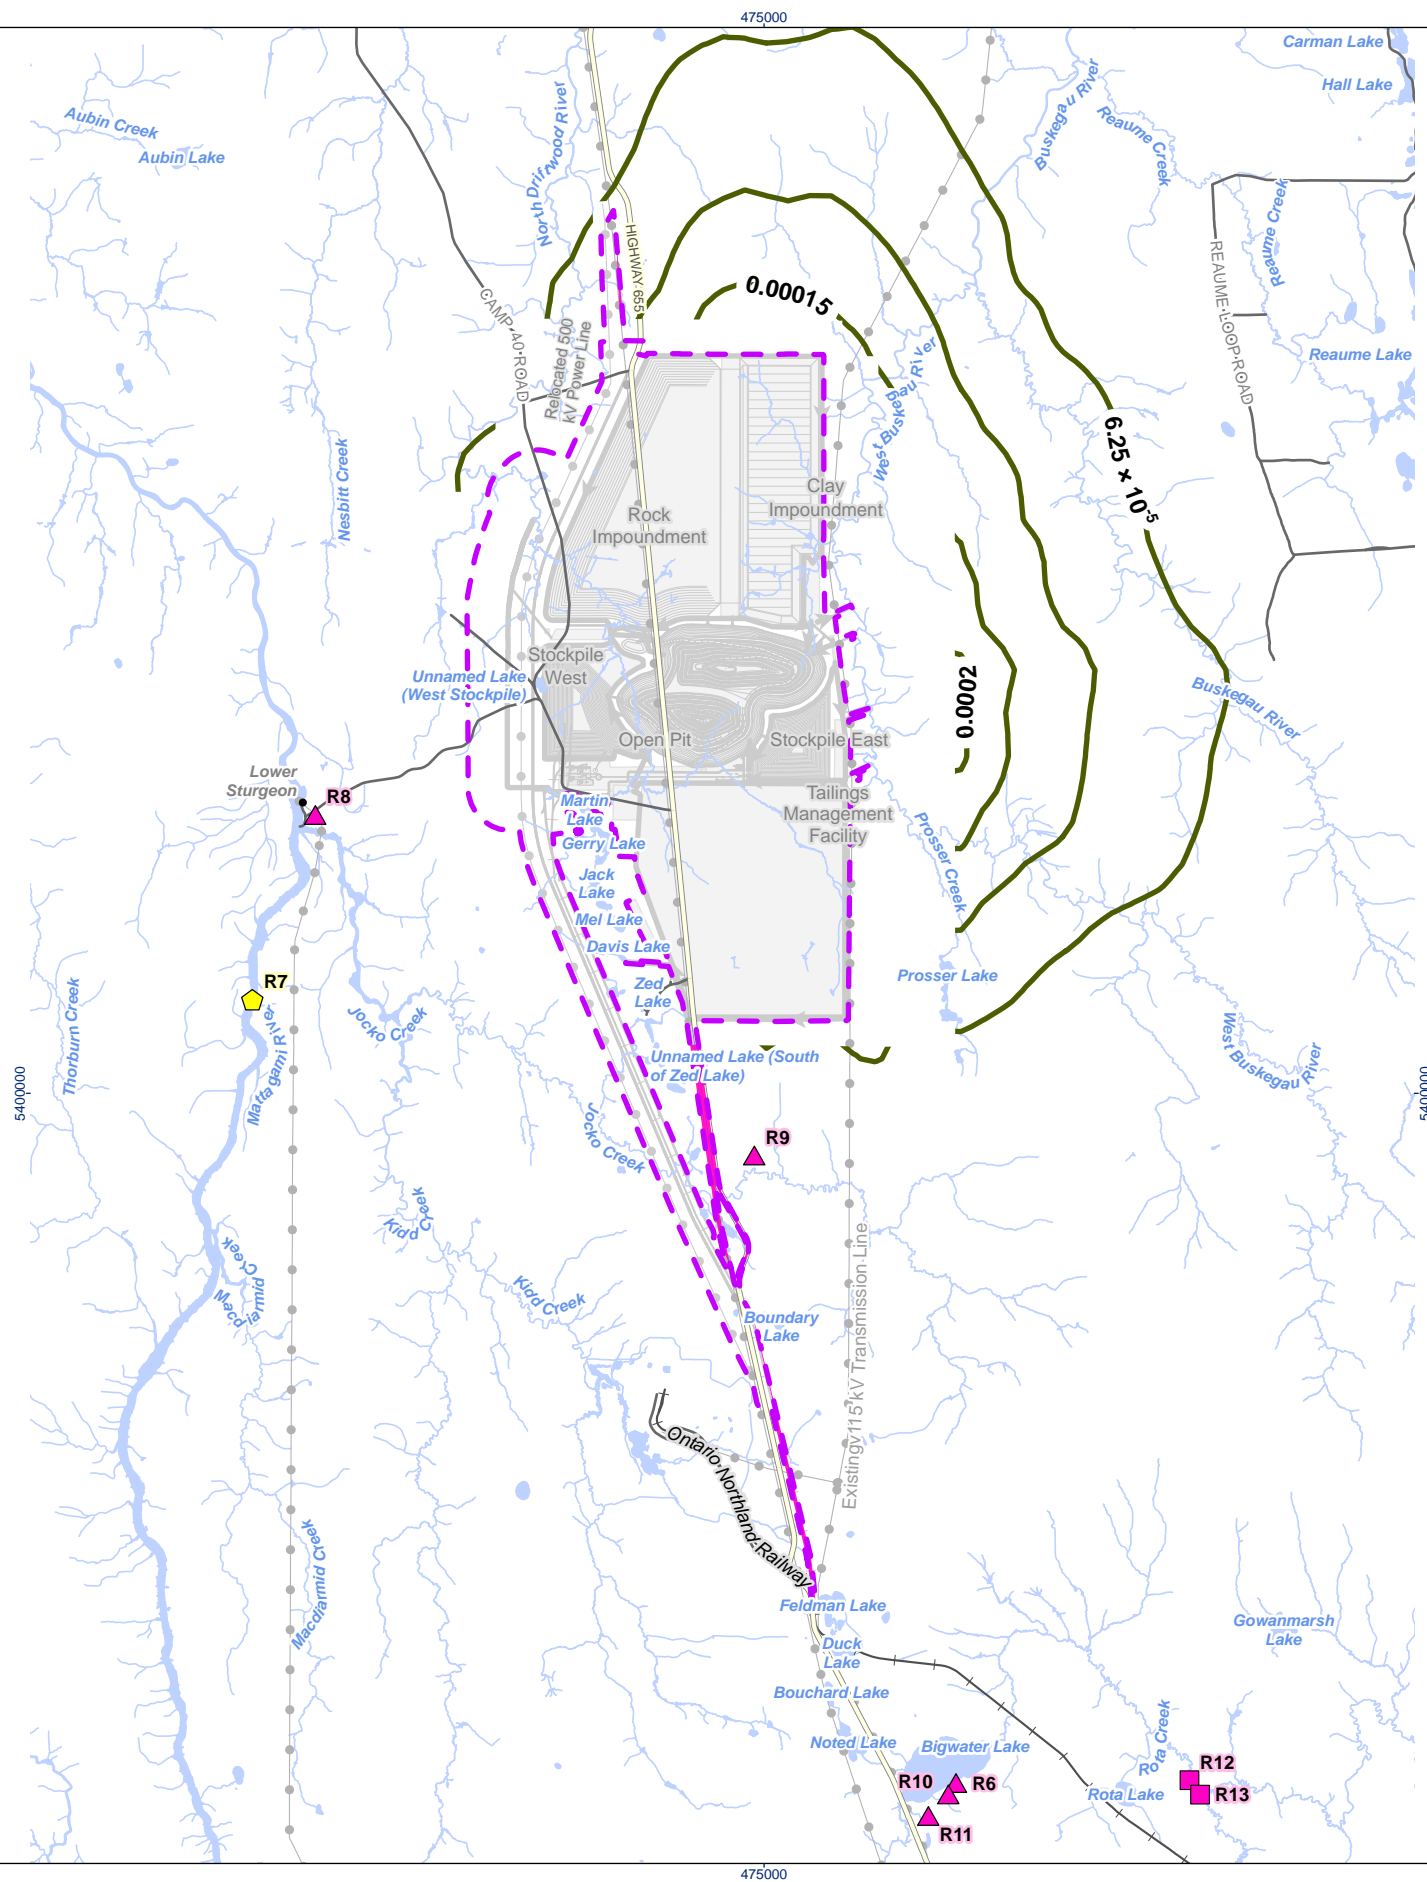 475000
Carman Lake
Hall Lake
Aubin Creek
Aubin Lake
North Driftwood River
Buskegau River
Reaume Creek
Reaume Creek
HIGHWAY 655
CAMP 40 ROAD
REAUME LOOP ROAD
0.00015
Relocated 500
kV Power Line
Reaume Lake
West Buskegau River
6.25 × 10-5
Nesbitt Creek
Clay
Impoundment
Rock
Impoundment
Stockpile
West
Unnamed Lake
(West Stockpile)
0.0002
Buskegau River
Open Pit
Stockpile East
Lower
Sturgeon
R8
Tailings
Management
Facility
Martin
Lake
Gerry Lake
Prosser Creek
Jack
Lake
Mel Lake
Davis Lake
R7
Zed
Lake
Prosser Lake
Thorburn Creek
Jocko Creek
Mattagami River
West Buskegau River
Unnamed Lake (South
of Zed Lake)
5400000
5400000
Jocko Creek
R9
Kidd Creek
Macdiarmid Creek
Kidd Creek
Boundary
Lake
Existing 115 kV Transmission Line
Ontario Northland Railway
Macdiarmid Creek
Feldman Lake
Gowanmarsh
Lake
Duck
Lake
Bouchard Lake
Noted Lake
Bigwater Lake
Rota Creek
R12
R10
R6
Rota Lake
R13
R11
475000